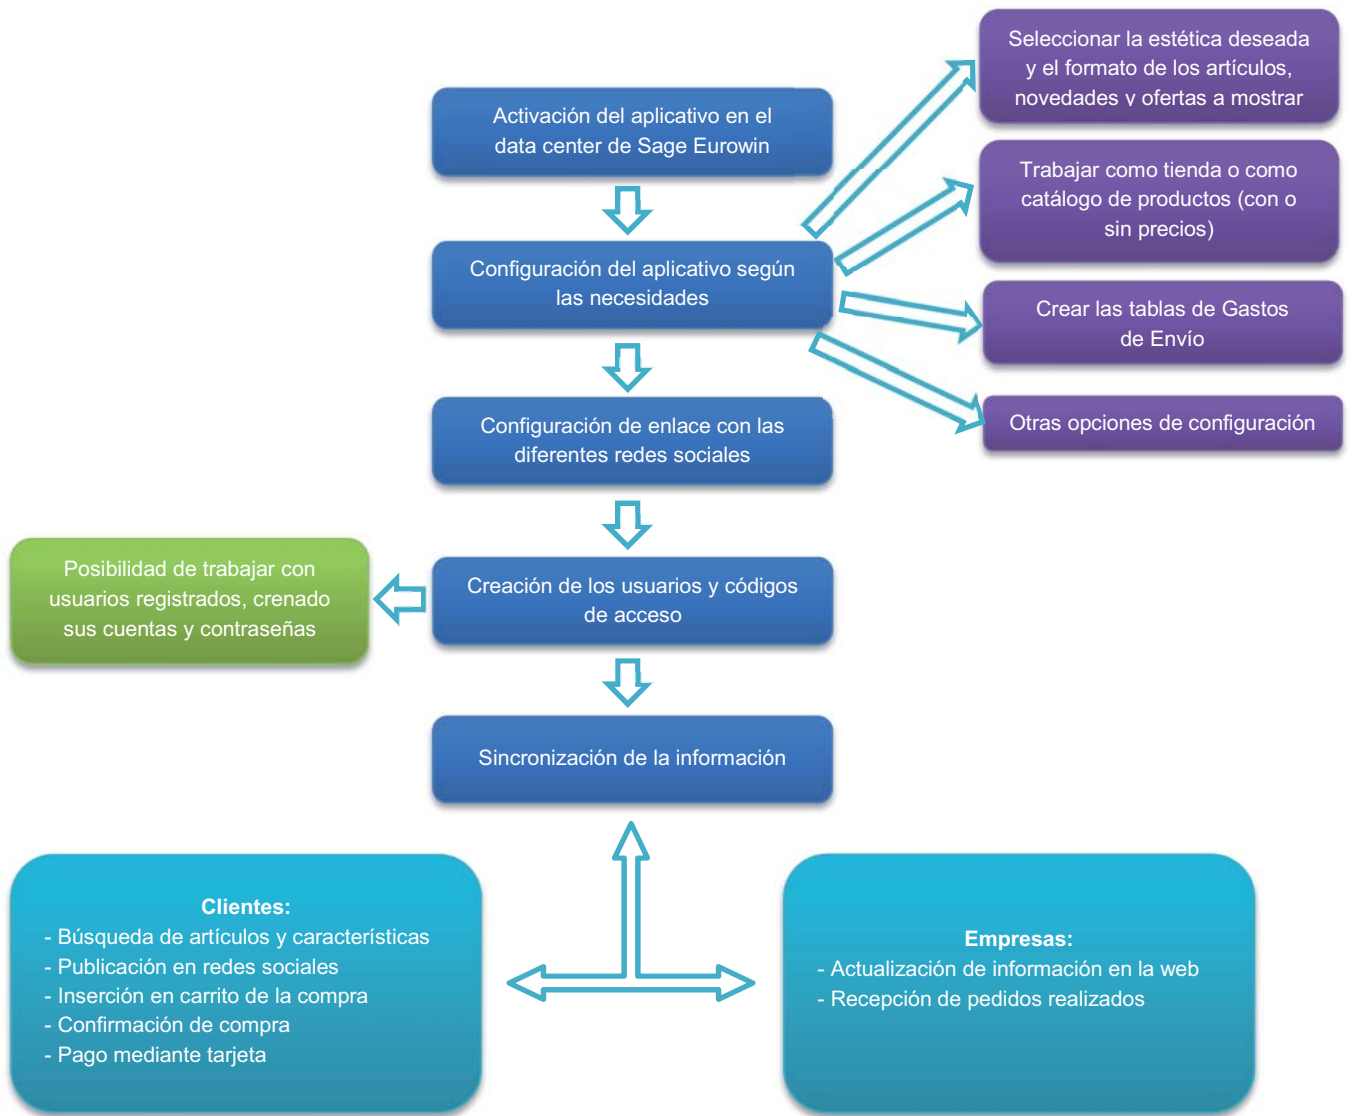 Seleccionar la estética deseada
y el formato de los artículos,
novedades y ofertas a mostrar
Activación del aplicativo en el
data center de Sage Eurowin
Trabajar como tienda o como
catálogo de productos (con o
sin precios)
Configuración del aplicativo según
las necesidades
Crear las tablas de Gastos
de Envío
Otras opciones de configuración
Configuración de enlace con las
diferentes redes sociales
Posibilidad de trabajar con
usuarios registrados, crenado
sus cuentas y contraseñas
Creación de los usuarios y códigos
de acceso
Sincronización de la información
Clientes:
- Búsqueda de artículos y características
- Publicación en redes sociales
- Inserción en carrito de la compra
- Confirmación de compra
- Pago mediante tarjeta
Empresas:
- Actualización de información en la web
- Recepción de pedidos realizados